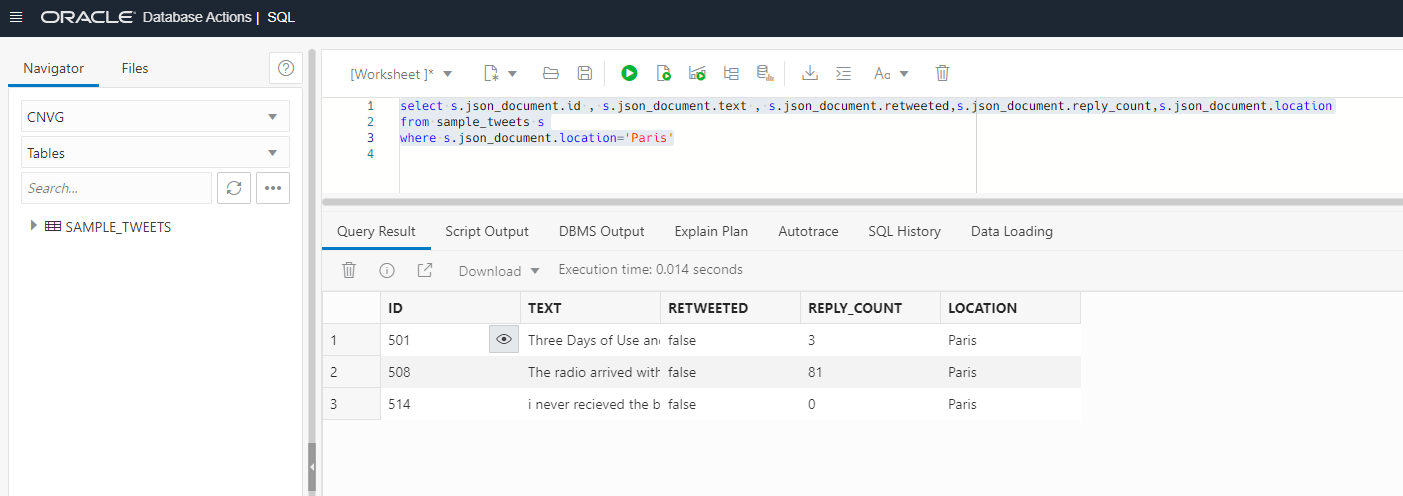 ORACLE Database Actions | SQL
Navigator Files
CNVG
Tables
Search...
SAMPLE_TWEETS
[Worksheet ]*
Aa
1 select s.json_document.id , s.json_document.text , s.json_document.retweeted,s.json_document.reply_count,s.json_document.location
2 from sample_tweets s
3 where s.json_document.location='Paris'
4
Query Result Script Output DBMS Output Explain Plan Autotrace SQL History Data Loading
Download Execution time: 0.014 seconds
ID TEXT RETWEETED REPLY_COUNT LOCATION
1 501 Three Days of Use and false 3 Paris
2 508 The radio arrived with false 81 Paris
3 514 i never recieved the b false 0 Paris